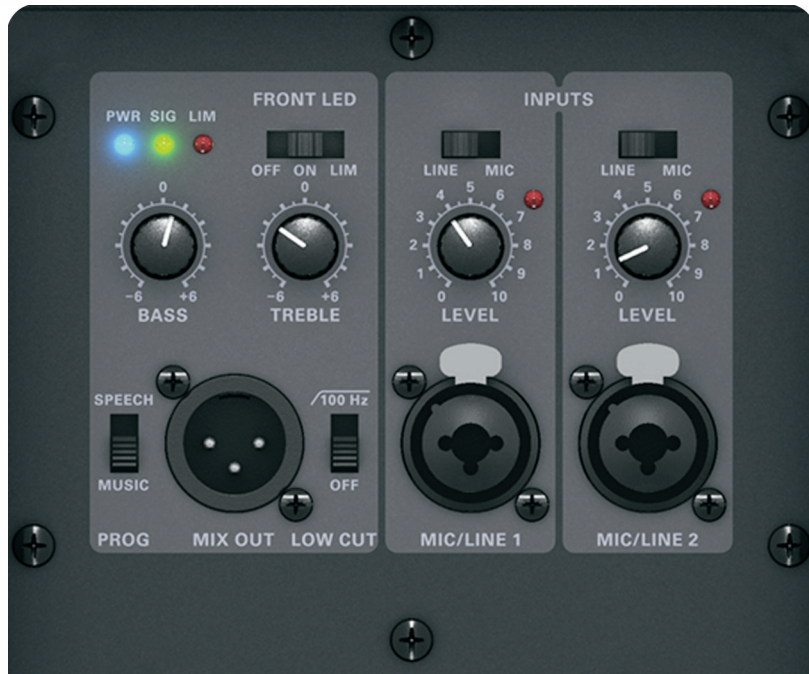 FRONT LED
PWR SIG LIM
OFF ON LIM
0
-6 +6
BASS
0
-6 +6
TREBLE
SPEECH
MUSIC
PROG
MIX OUT
100 Hz
OFF
LOW CUT
INPUTS
LINE MIC
0 1 2 3 4 5 6 7 8 9 10
LEVEL
MIC/LINE 1
LINE MIC
0 1 2 3 4 5 6 7 8 9 10
LEVEL
MIC/LINE 2